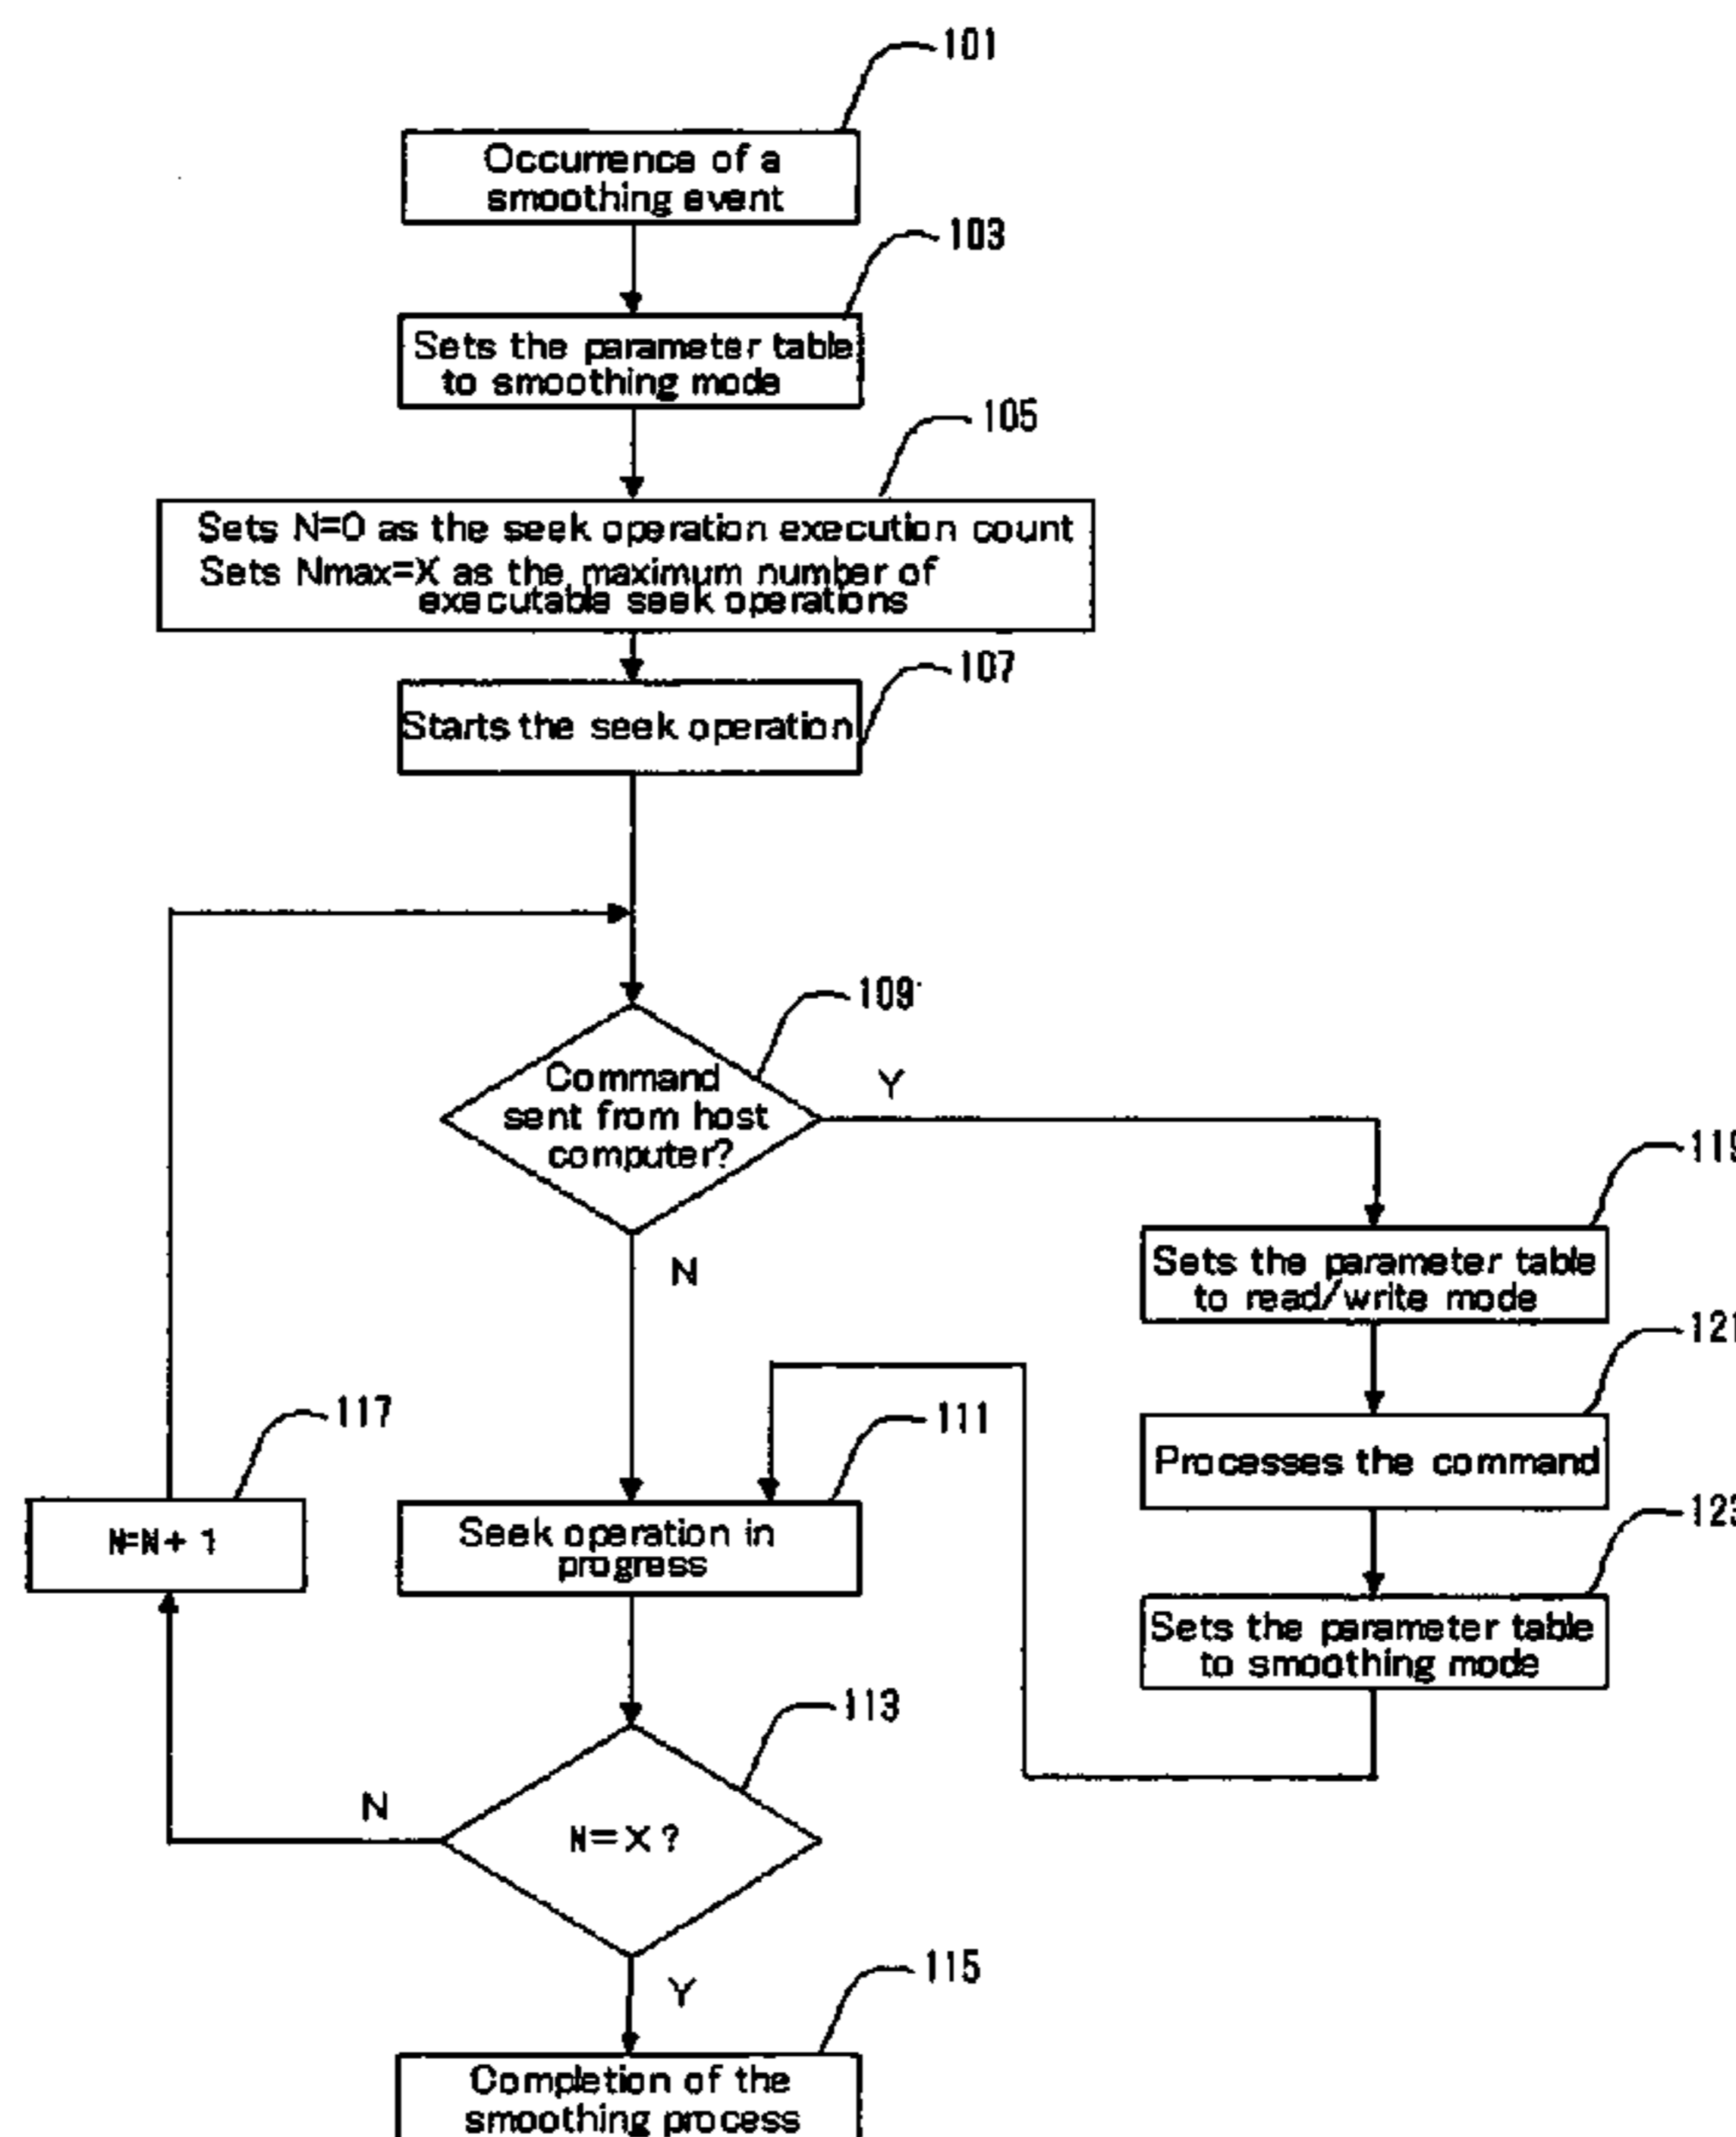 101
Occurrence of a
smoothing event
103
Sets the parameter table
to smoothing mode
105
Sets N=0 as the seek operation execution count
Sets Nmax=X as the maximum number of
executable seek operations
107
Starts the seek operation
109
Command
sent from host
computer?
Y
N
119
Sets the parameter table
to read/write mode
121
Processes the command
123
Sets the parameter table
to smoothing mode
117
N=N+1
111
Seek operation in
progress
113
N=X?
N
Y
115
Completion of the
smoothing process